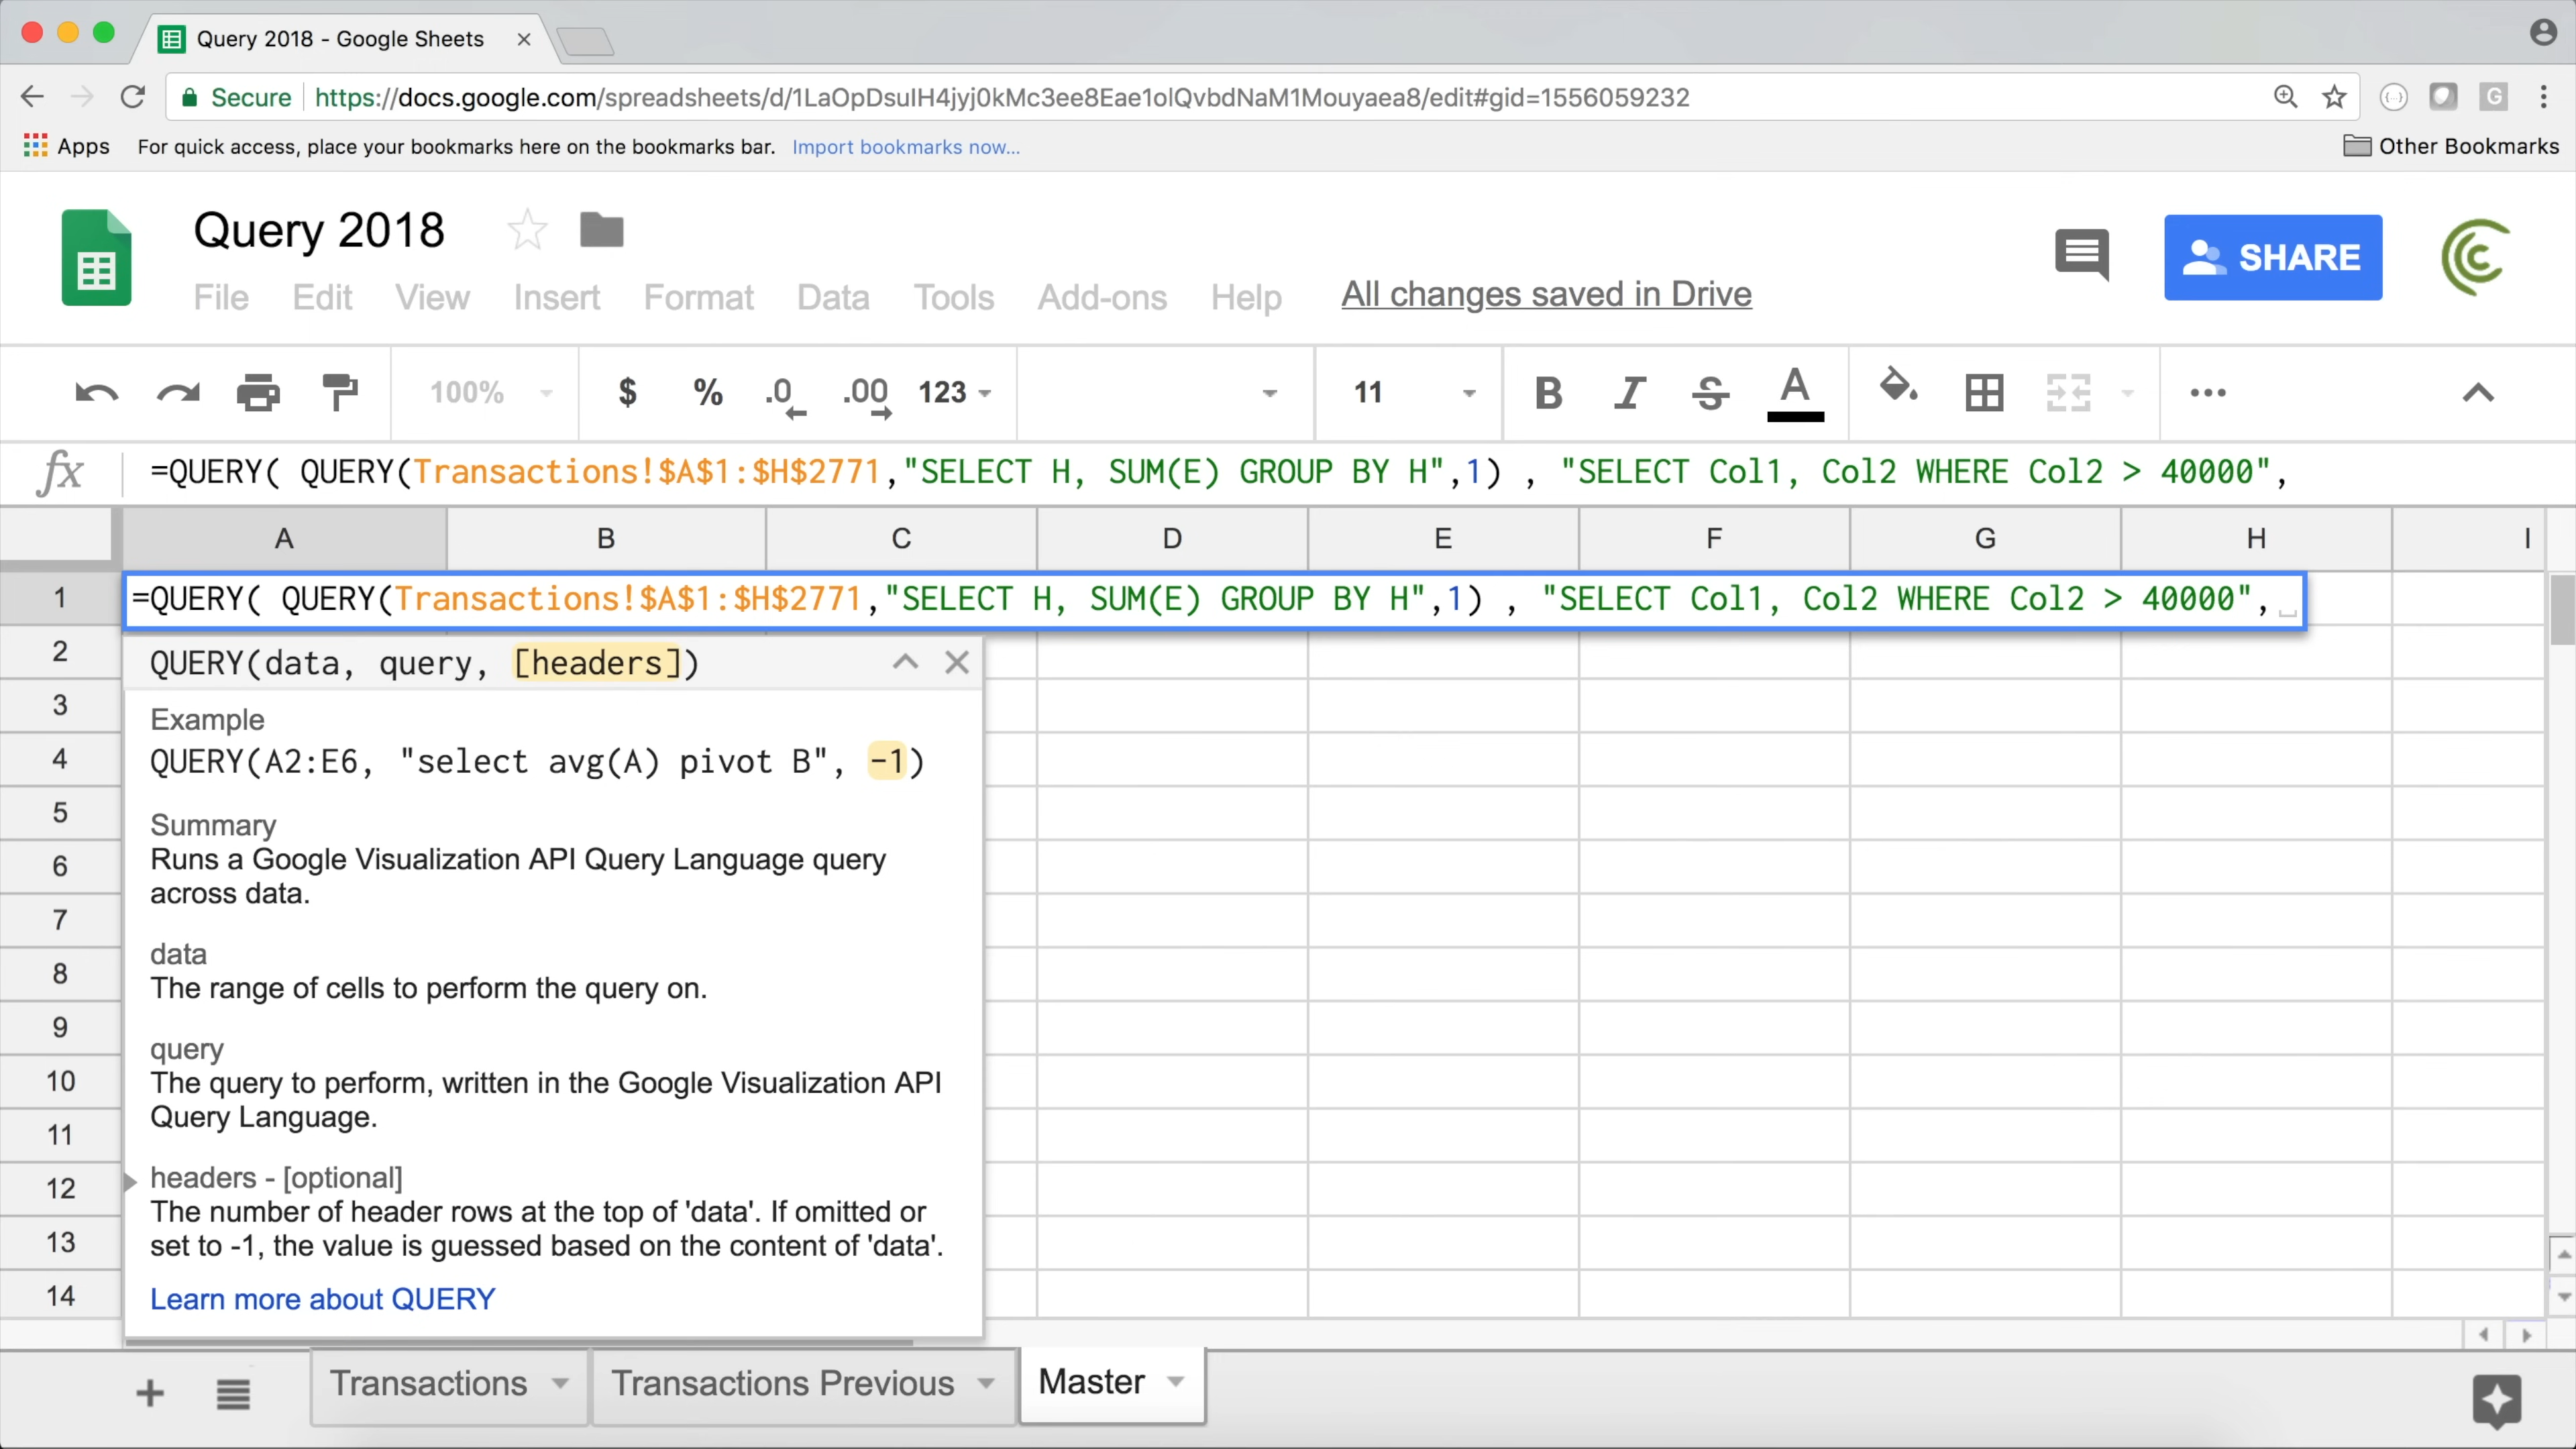 Query 2018 - Google Sheets
Secure https://docs.google.com/spreadsheets/d/1LaOpDsuIH4jyj0kMc3ee8Eae1olQvbdNaM1Mouyaea8/edit#gid=1556059232
Apps For quick access, place your bookmarks here on the bookmarks bar. Import bookmarks now... Other Bookmarks
Query 2018
File Edit View Insert Format Data Tools Add-ons Help All changes saved in Drive SHARE
100% $ % .0 .00 123 11 B I S A
fx =QUERY( QUERY(Transactions!$A$1:$H$2771,"SELECT H, SUM(E) GROUP BY H",1) , "SELECT Col1, Col2 WHERE Col2 > 40000",
A B C D E F G H I
1 =QUERY( QUERY(Transactions!$A$1:$H$2771,"SELECT H, SUM(E) GROUP BY H",1) , "SELECT Col1, Col2 WHERE Col2 > 40000",
2 QUERY(data, query, [headers])
3 Example
4 QUERY(A2:E6, "select avg(A) pivot B", -1)
5 Summary
6 Runs a Google Visualization API Query Language query
across data.
7
data
8 The range of cells to perform the query on.
9
query
10 The query to perform, written in the Google Visualization API
11 Query Language.
12 headers - [optional]
The number of header rows at the top of 'data'. If omitted or
13 set to -1, the value is guessed based on the content of 'data'.
14 Learn more about QUERY
Transactions Transactions Previous Master